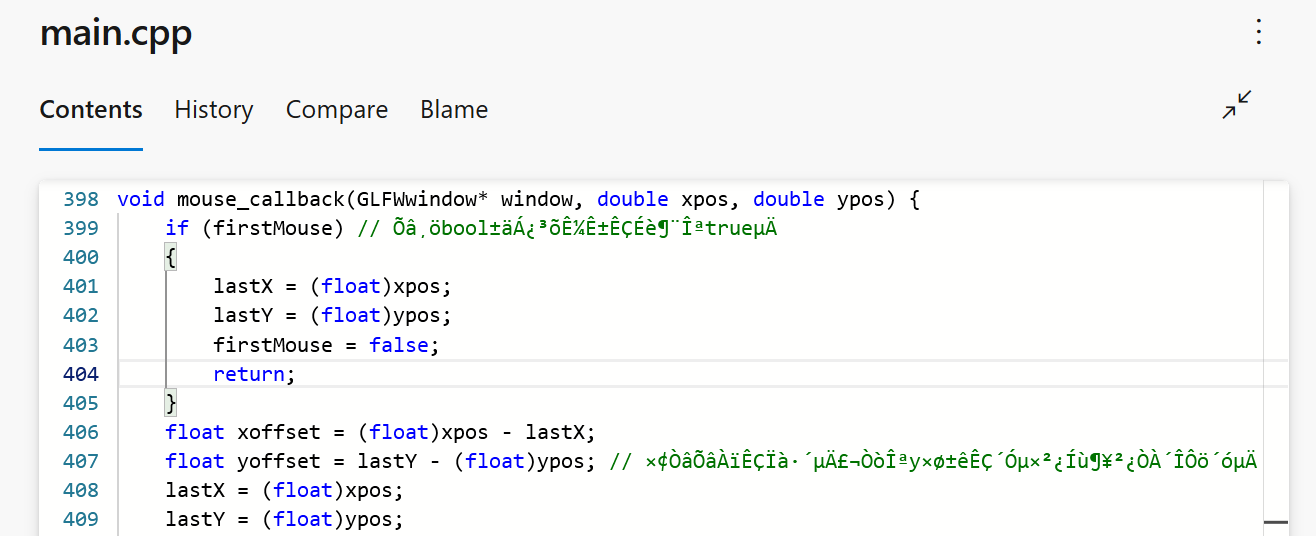 main.cpp
Contents History Compare Blame
398 void mouse_callback(GLFWwindow* window, double xpos, double ypos) {
399 if (firstMouse) // Õâ¸öbool±äÁ¿³õÊ¼Ê±ÊÇÉè¶¨ÎªtrueµÄ
400 {
401 lastX = (float)xpos;
402 lastY = (float)ypos;
403 firstMouse = false;
404 return;
405 }
406 float xoffset = (float)xpos - lastX;
407 float yoffset = lastY - (float)ypos; // ×¢ÒâÕâÀïÊÇÏà·´µÄ£¬ÒòÎªy×ø±êÊÇ´Óµ×²¿Íù¶¥²¿ÒÀ´ÎÔö´óµÄ
408 lastX = (float)xpos;
409 lastY = (float)ypos;